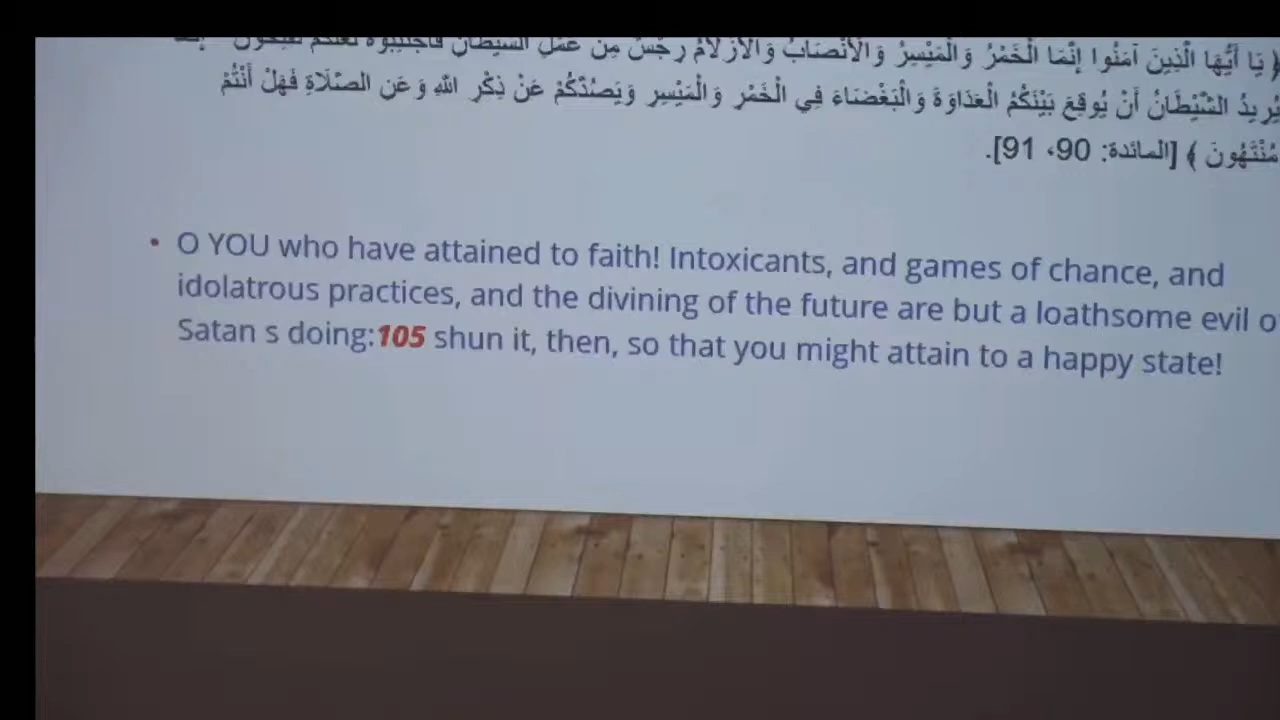 ﴿ يَا أَيُّهَا الَّذِينَ آمَنُوا إِنَّمَا الْخَمْرُ وَالْمَيْسِرُ وَالْأَنْصَابُ وَالْأَزْلَامُ رِجْسٌ مِنْ عَمَلِ الشَّيْطَانِ فَاجْتَنِبُوهُ لَعَلَّكُمْ تُفْلِحُونَ * إِنَّمَا
يُرِيدُ الشَّيْطَانُ أَنْ يُوقِعَ بَيْنَكُمُ الْعَدَاوَةَ وَالْبَغْضَاءَ فِي الْخَمْرِ وَالْمَيْسِرِ وَيَصُدَّكُمْ عَنْ ذِكْرِ اللَّهِ وَعَنِ الصَّلَاةِ فَهَلْ أَنْتُمْ
مُنْتَهُونَ ﴾ [المائدة: 90، 91].
• O YOU who have attained to faith! Intoxicants, and games of chance, and
idolatrous practices, and the divining of the future are but a loathsome evil o
Satan s doing:105 shun it, then, so that you might attain to a happy state!